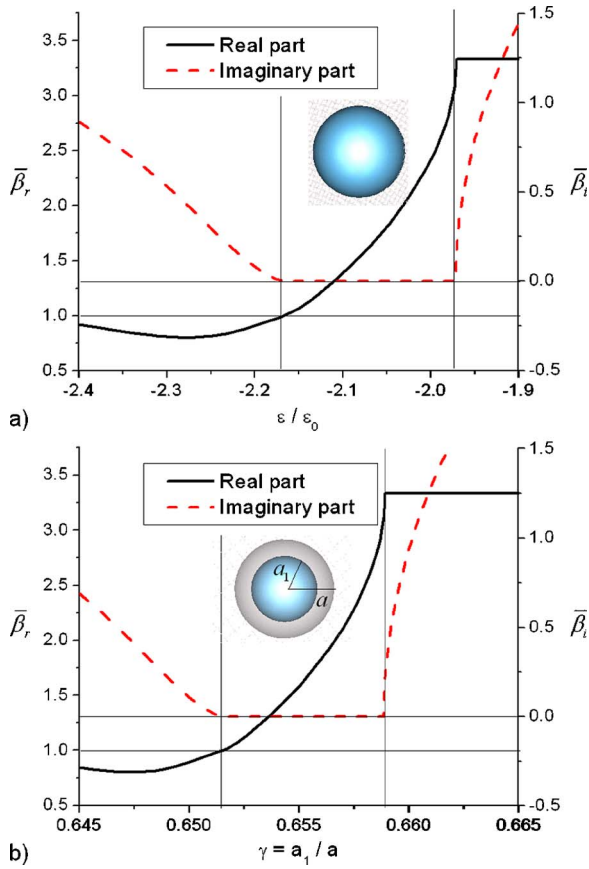 Real part
Imaginary part
3.5
3.0
2.5
2.0
1.5
1.0
0.5
β̄r
1.5
1.0
0.5
0.0
-0.5
β̄i
-2.4
-2.3
-2.2
-2.1
-2.0
-1.9
ε / ε0
a)
Real part
Imaginary part
a1
a
3.5
3.0
2.5
2.0
1.5
1.0
0.5
β̄r
1.5
1.0
0.5
0.0
-0.5
β̄i
0.645
0.650
0.655
0.660
0.665
γ = a1 / a
b)